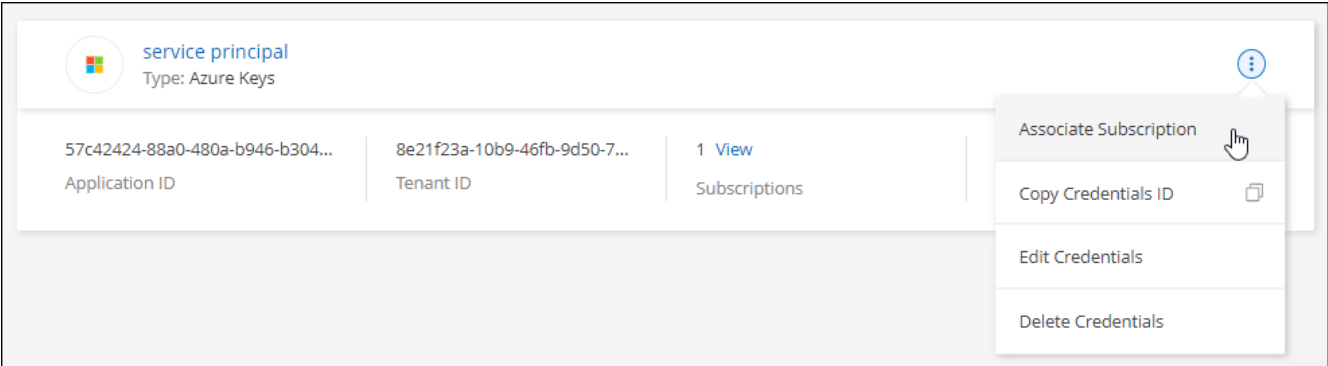 service principal
Type: Azure Keys
57c42424-88a0-480a-b946-b304...
Application ID
8e21f23a-10b9-46fb-9d50-7...
Tenant ID
1 View
Subscriptions
Associate Subscription
Copy Credentials ID
Edit Credentials
Delete Credentials